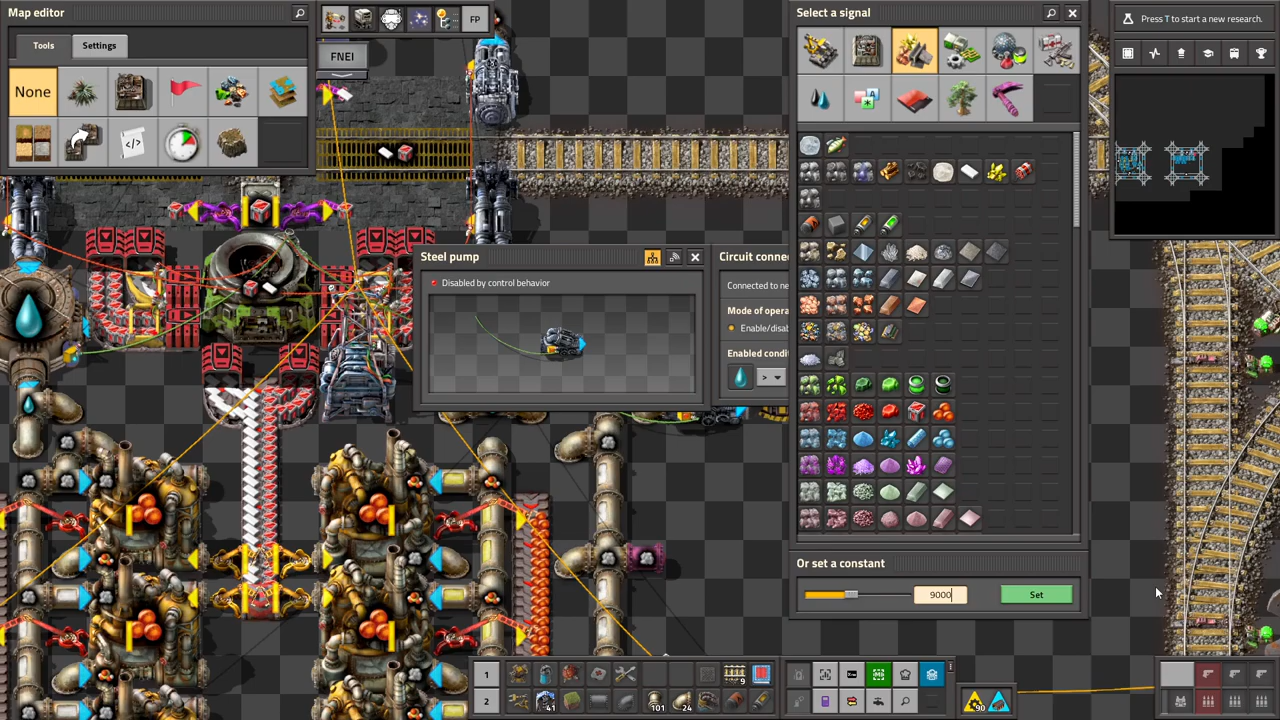 Map editor
Tools
Settings
None
</>
FP
FNEI
Select a signal
Press T to start a new research.
Steel pump
Disabled by control behavior
Circuit conne
Connected to ne
Mode of opera
Enable/disa
Enabled condi
>
Or set a constant
9000
Set
1
9
2
41
101
24
90